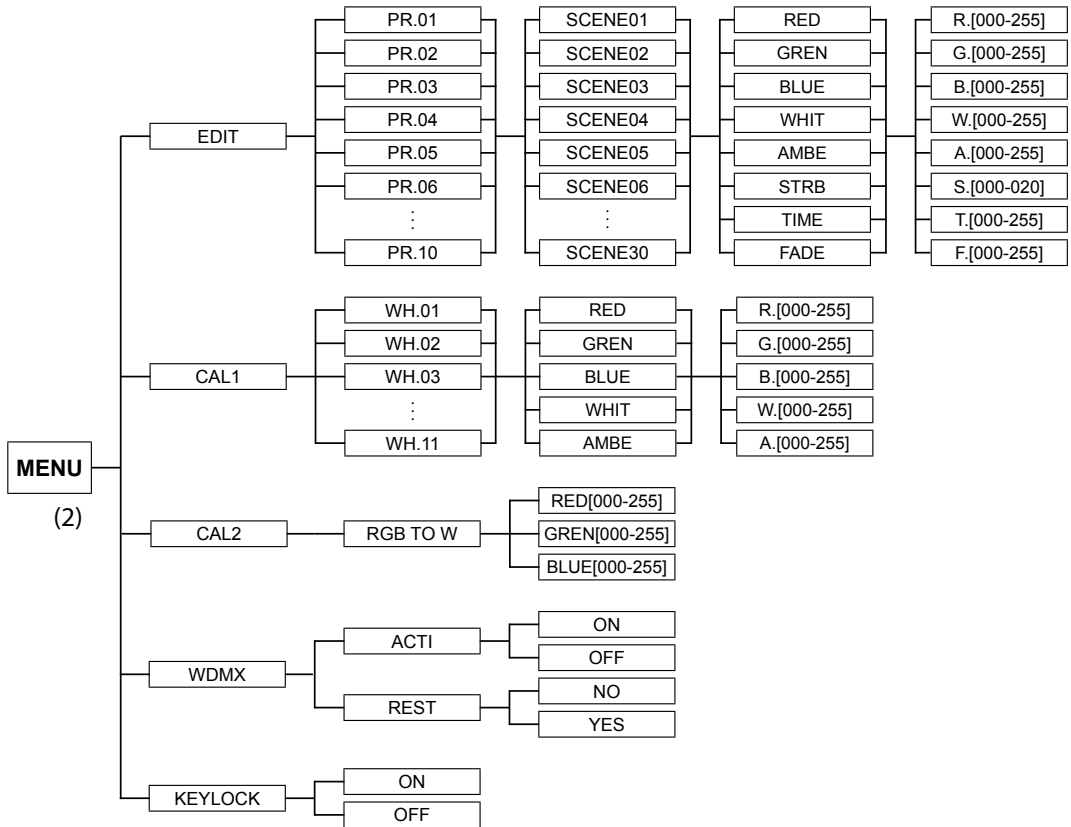 MENU
(2)
EDIT
PR.01
PR.02
PR.03
PR.04
PR.05
PR.06
⋮
PR.10
SCENE01
SCENE02
SCENE03
SCENE04
SCENE05
SCENE06
⋮
SCENE30
RED
GREN
BLUE
WHIT
AMBE
STRB
TIME
FADE
R.[000-255]
G.[000-255]
B.[000-255]
W.[000-255]
A.[000-255]
S.[000-020]
T.[000-255]
F.[000-255]
CAL1
WH.01
WH.02
WH.03
⋮
WH.11
RED
GREN
BLUE
WHIT
AMBE
R.[000-255]
G.[000-255]
B.[000-255]
W.[000-255]
A.[000-255]
CAL2
RGB TO W
RED[000-255]
GREN[000-255]
BLUE[000-255]
WDMX
ACTI
ON
OFF
REST
NO
YES
KEYLOCK
ON
OFF